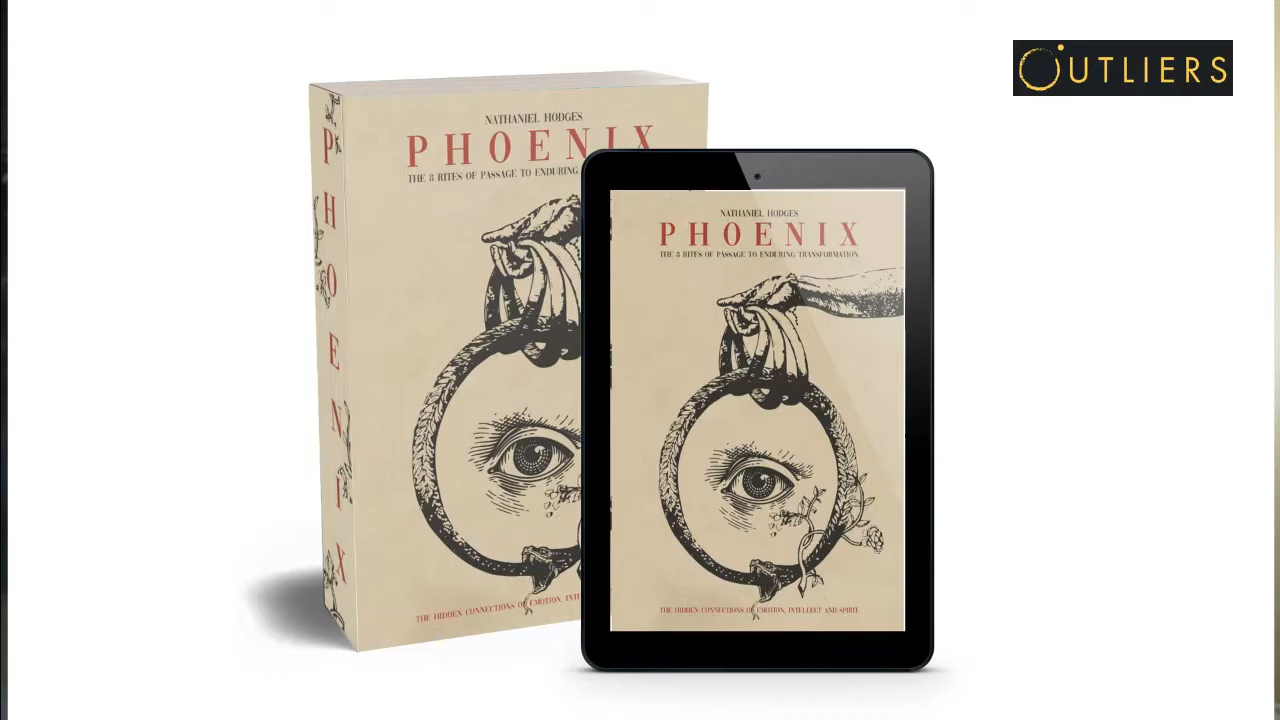 OUTLIERS
NATHANIEL HODGES
PHOENIX
THE 8 RITES OF PASSAGE TO ENDURING
THE HIDDEN CONNECTIONS OF EMOTION, INTE
PHOENIX
NATHANIEL HODGES
PHOENIX
THE 8 RITES OF PASSAGE TO ENDURING TRANSFORMATION
THE HIDDEN CONNECTIONS OF EMOTION, INTELLECT AND SPIRIT